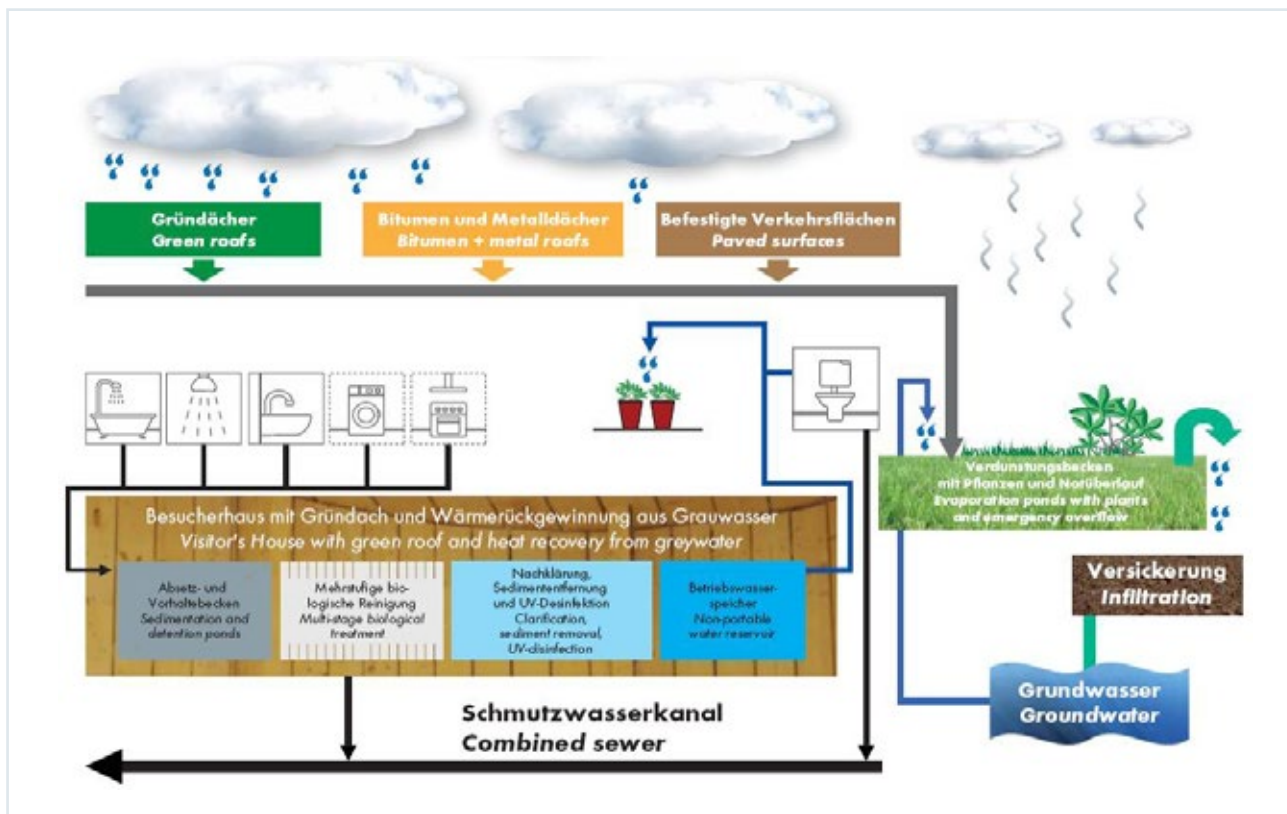 Gründächer
Green roofs
Bitumen und Metalldächer
Bitumen + metal roofs
Befestigte Verkehrsflächen
Paved surfaces
Verdunstungsbecken
mit Pflanzen und Notüberlauf
Evaporation ponds with plants
and emergency overflow
Besucherhaus mit Gründach und Wärmerückgewinnung aus Grauwasser
Visitor's House with green roof and heat recovery from greywater
Absetz- und
Vorhaltebecken
Sedimentation and
detention ponds
Mehrstufige bio-
logische Reinigung
Multi-stage biological
treatment
Nachklärung,
Sedimententfernung
und UV-Desinfektion
Clarification,
sediment removal,
UV-disinfection
Betriebswasser-
speicher
Non-portable
water reservoir
Versickerung
Infiltration
Grundwasser
Groundwater
Schmutzwasserkanal
Combined sewer